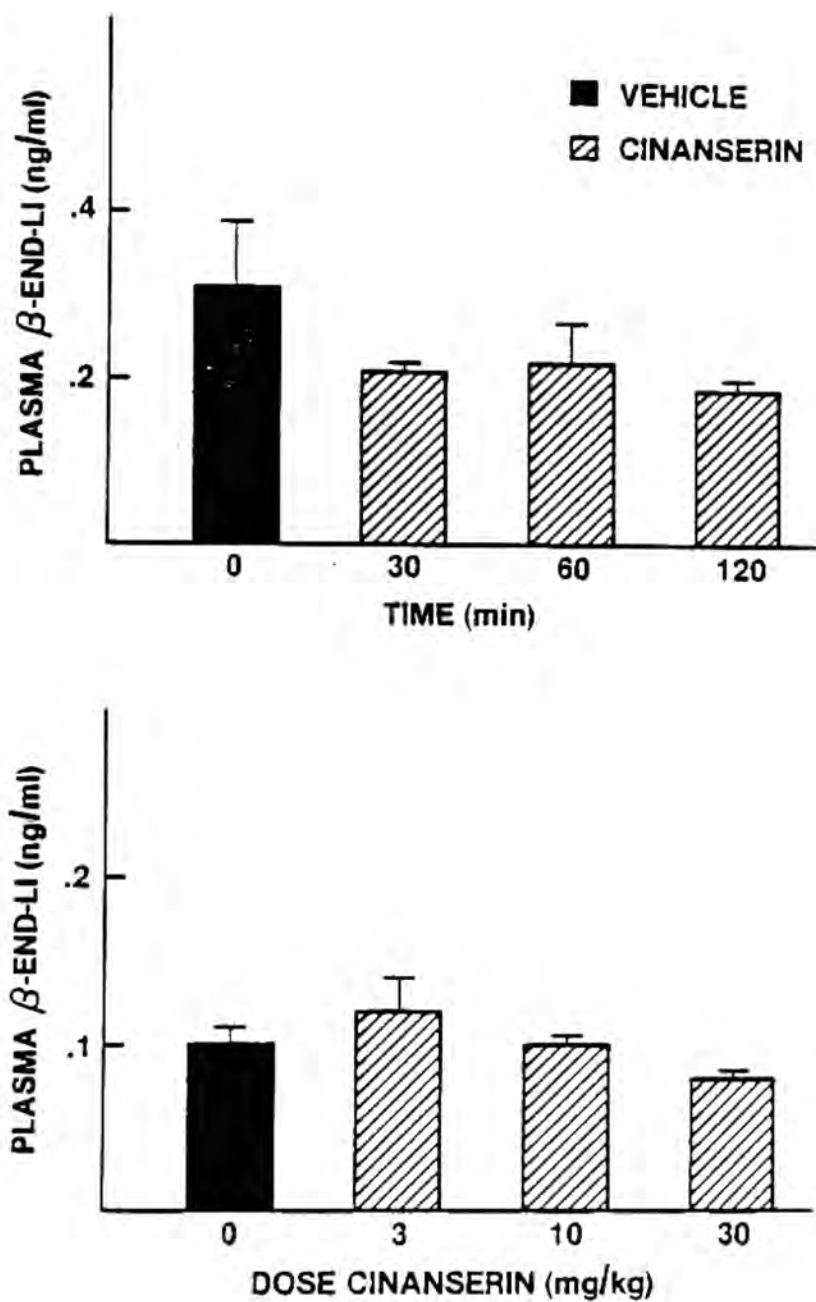 VEHICLE
CINANSERIN
PLASMA β-END-LI (ng/ml)
.4
.2
0 30 60 120
TIME (min)
PLASMA β-END-LI (ng/ml)
.2
.1
0 3 10 30
DOSE CINANSERIN (mg/kg)